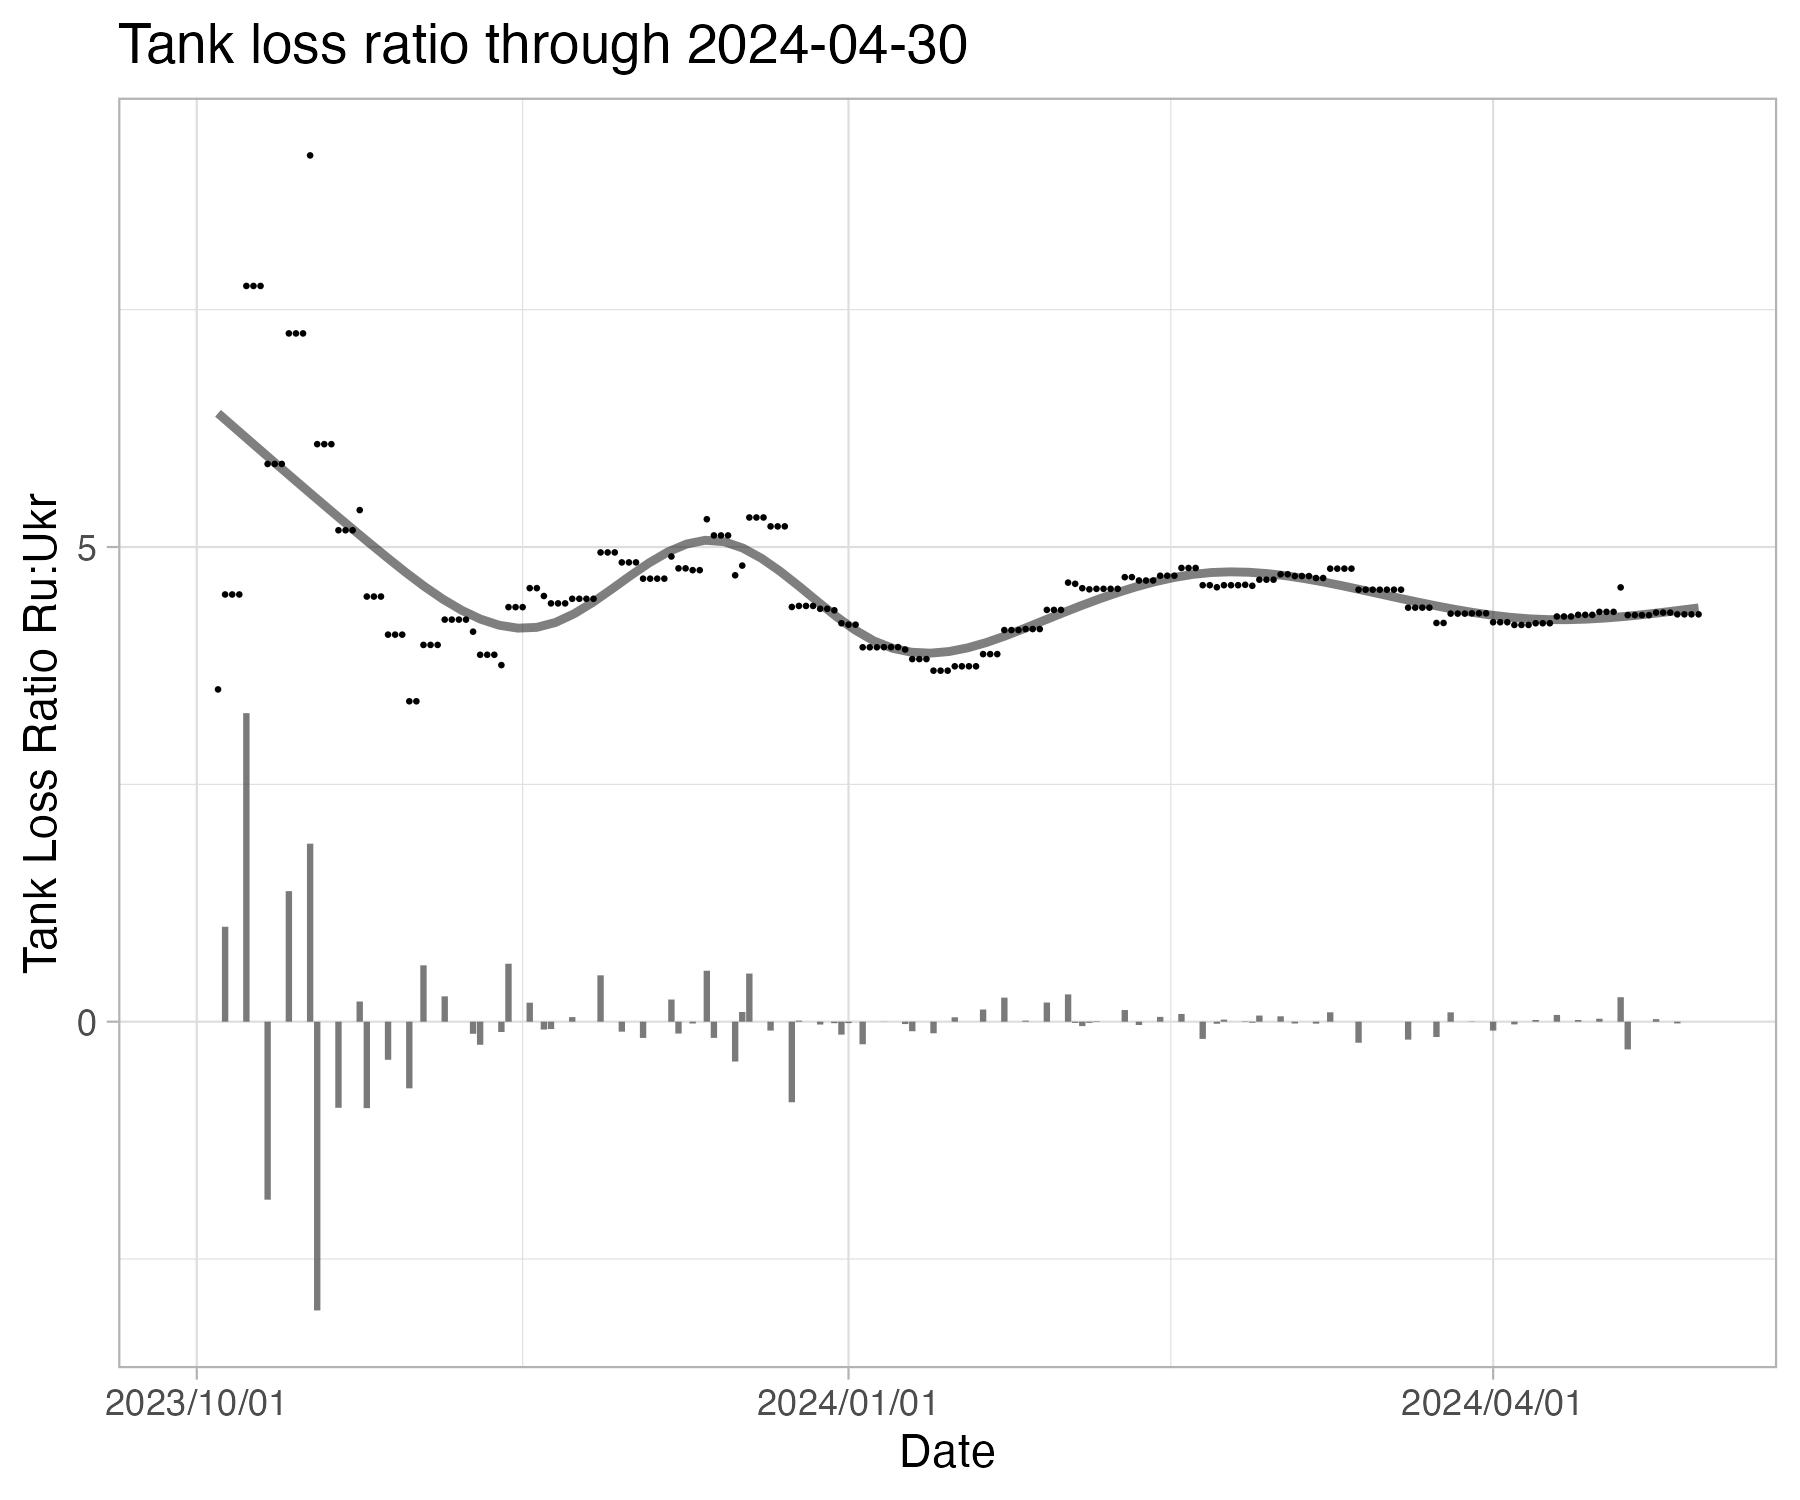 Tank loss ratio through 2024-04-30
Tank Loss Ratio Ru:Ukr
5
0
2023/10/01
2024/01/01
2024/04/01
Date